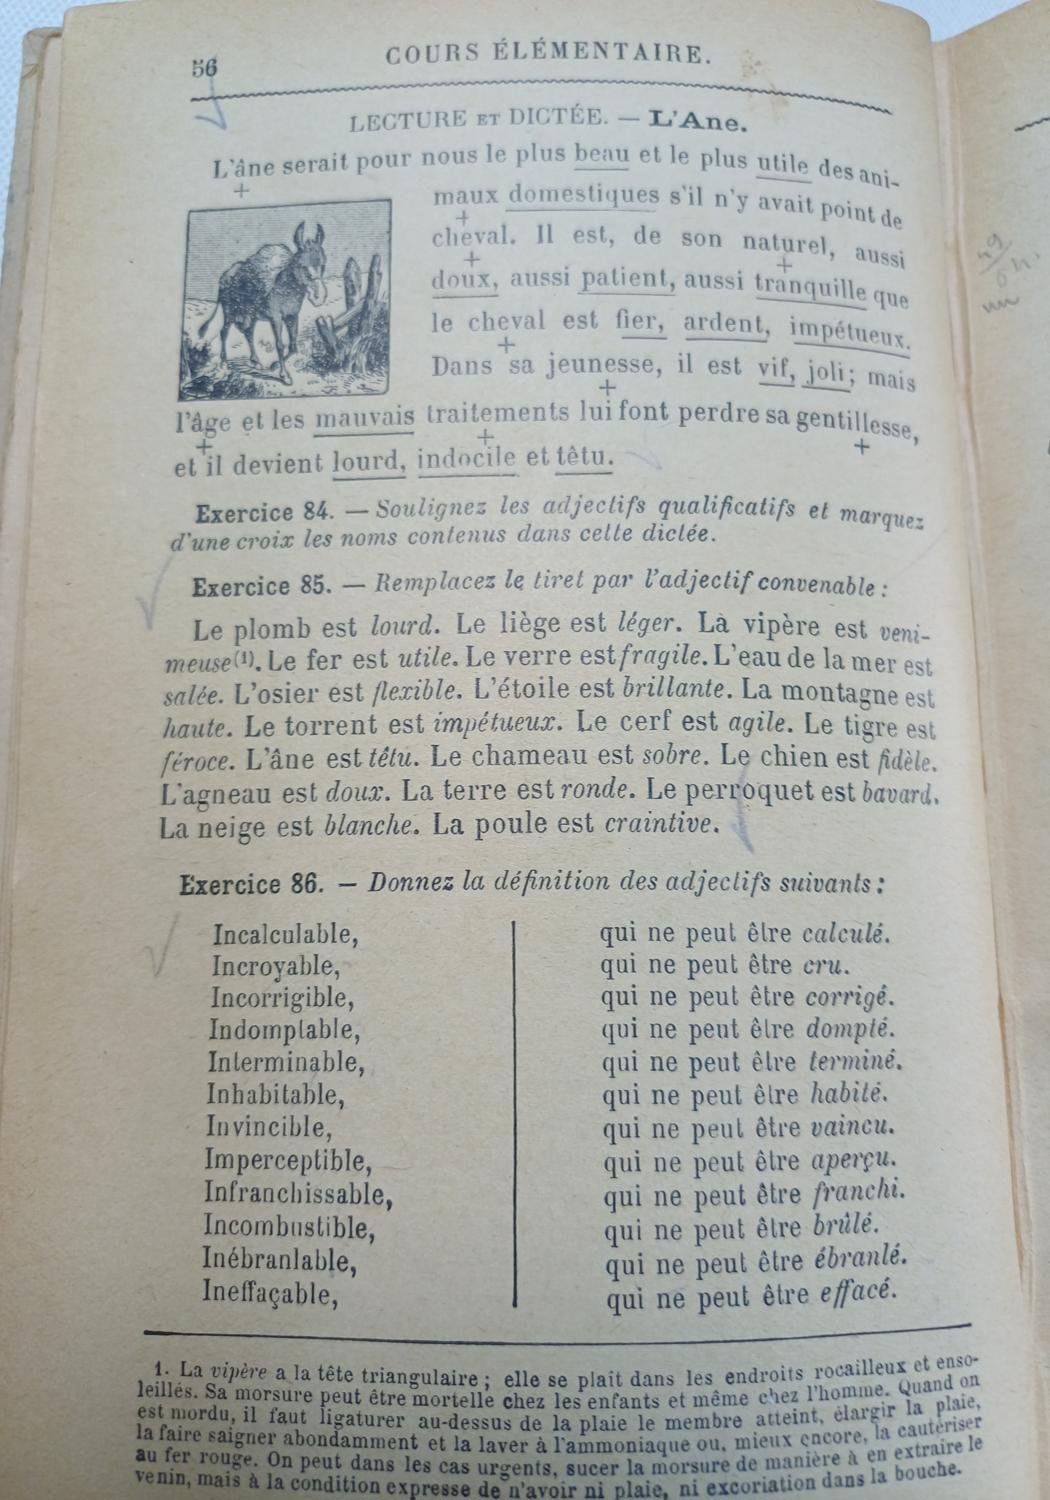 56
COURS ÉLÉMENTAIRE.
LECTURE ET DICTÉE. — L'Ane.
L'âne serait pour nous le plus beau et le plus utile des ani-
maux domestiques s'il n'y avait point de
cheval. Il est, de son naturel, aussi
doux, aussi patient, aussi tranquille que
le cheval est fier, ardent, impétueux.
Dans sa jeunesse, il est vif, joli; mais
l'âge et les mauvais traitements lui font perdre sa gentillesse,
et il devient lourd, indocile et têtu.
Exercice 84. — Soulignez les adjectifs qualificatifs et marquez
d'une croix les noms contenus dans cette dictée.
Exercice 85. — Remplacez le tiret par l'adjectif convenable :
Le plomb est lourd. Le liège est léger. La vipère est veni-
meuse(1). Le fer est utile. Le verre est fragile. L'eau de la mer est
salée. L'osier est flexible. L'étoile est brillante. La montagne est
haute. Le torrent est impétueux. Le cerf est agile. Le tigre est
féroce. L'âne est têtu. Le chameau est sobre. Le chien est fidèle.
L'agneau est doux. La terre est ronde. Le perroquet est bavard.
La neige est blanche. La poule est craintive.
Exercice 86. — Donnez la définition des adjectifs suivants :
Incalculable, qui ne peut être calculé.
Incroyable, qui ne peut être cru.
Incorrigible, qui ne peut être corrigé.
Indomptable, qui ne peut être dompté.
Interminable, qui ne peut être terminé.
Inhabitable, qui ne peut être habité.
Invincible, qui ne peut être vaincu.
Imperceptible, qui ne peut être aperçu.
Infranchissable, qui ne peut être franchi.
Incombustible, qui ne peut être brûlé.
Inébranlable, qui ne peut être ébranlé.
Ineffaçable, qui ne peut être effacé.
1. La vipère a la tête triangulaire ; elle se plait dans les endroits rocailleux et enso-
leillés. Sa morsure peut être mortelle chez les enfants et même chez l'homme. Quand on
est mordu, il faut ligaturer au-dessus de la plaie le membre atteint, élargir la plaie,
la faire saigner abondamment et la laver à l'ammoniaque ou, mieux encore, la cautériser
au fer rouge. On peut dans les cas urgents, sucer la morsure de manière à en extraire le
venin, mais à la condition expresse de n'avoir ni plaie, ni excoriation dans la bouche.